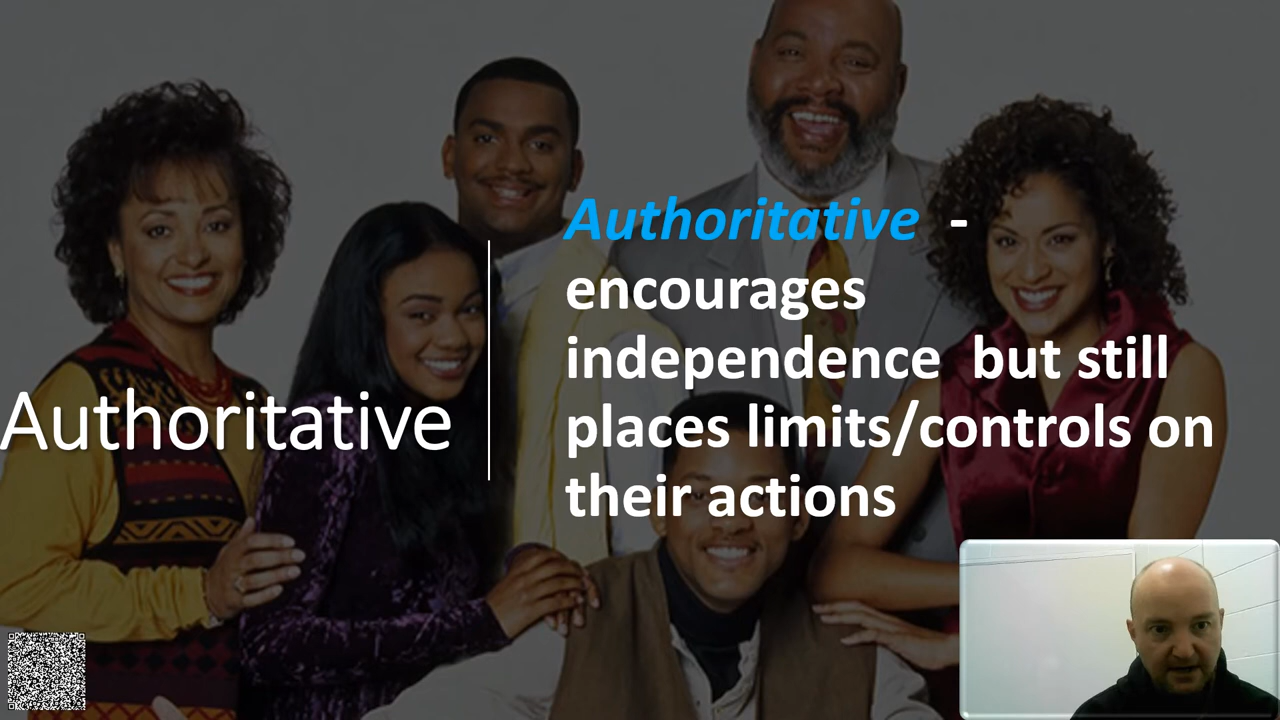 Authoritative
Authoritative -
encourages
independence but still
places limits/controls on
their actions